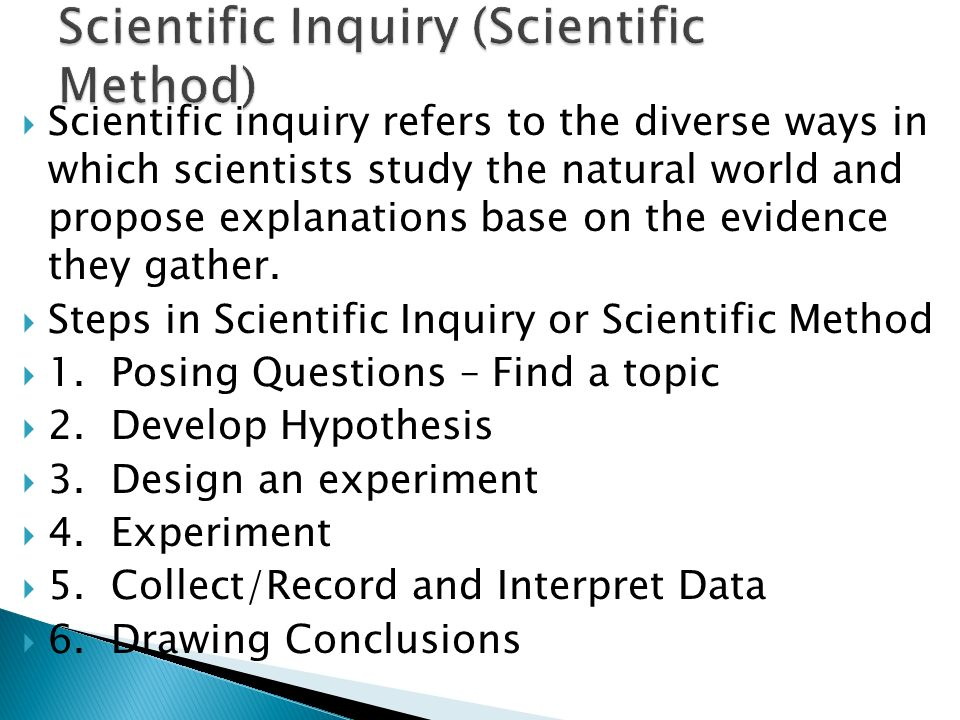 Scientific Inquiry (Scientific
Method)
Scientific inquiry refers to the diverse ways in
which scientists study the natural world and
propose explanations base on the evidence
they gather.
Steps in Scientific Inquiry or Scientific Method
1. Posing Questions – Find a topic
2. Develop Hypothesis
3. Design an experiment
4. Experiment
5. Collect/Record and Interpret Data
6. Drawing Conclusions